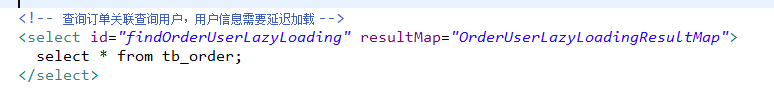 <!-- 查询订单关联查询用户，用户信息需要延迟加载 -->
<select id="findOrderUserLazyLoading" resultMap="OrderUserLazyLoadingResultMap">
  select * from tb_order;
</select>